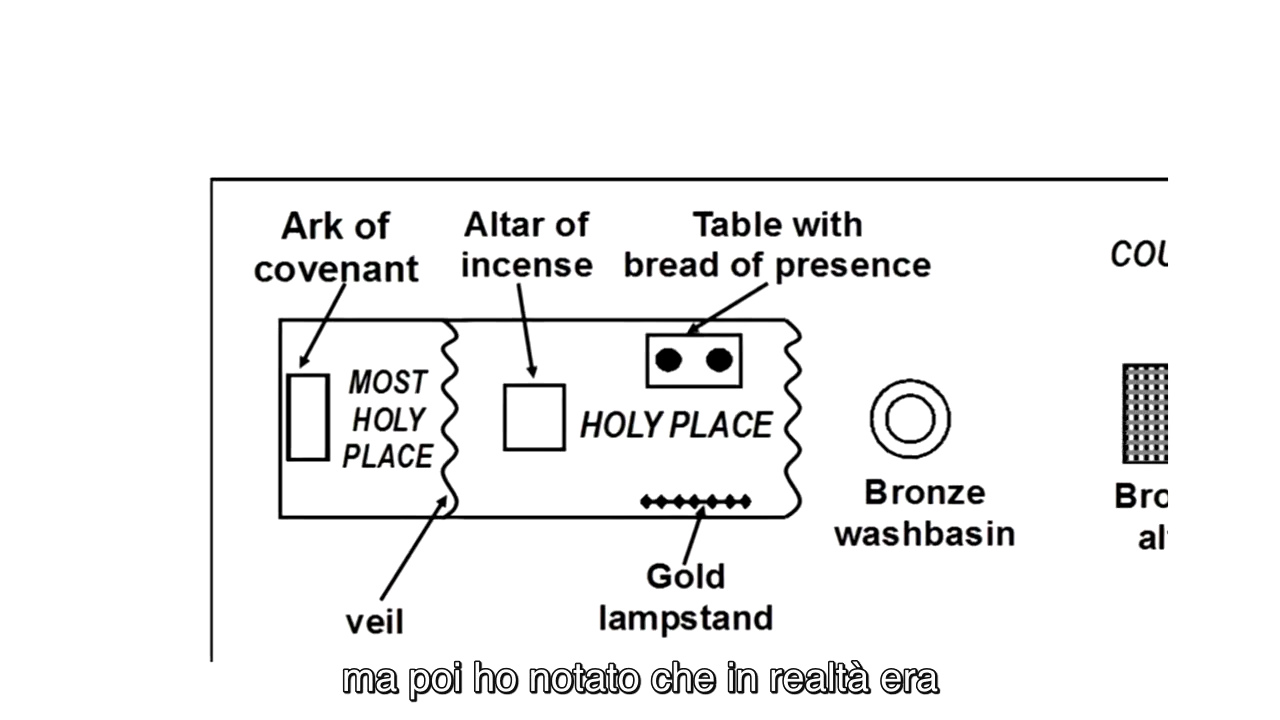 Ark of
covenant
Altar of
incense
Table with
bread of presence
MOST
HOLY
PLACE
HOLY PLACE
Bronze
washbasin
Gold
lampstand
veil
ma poi ho notato che in realtà era